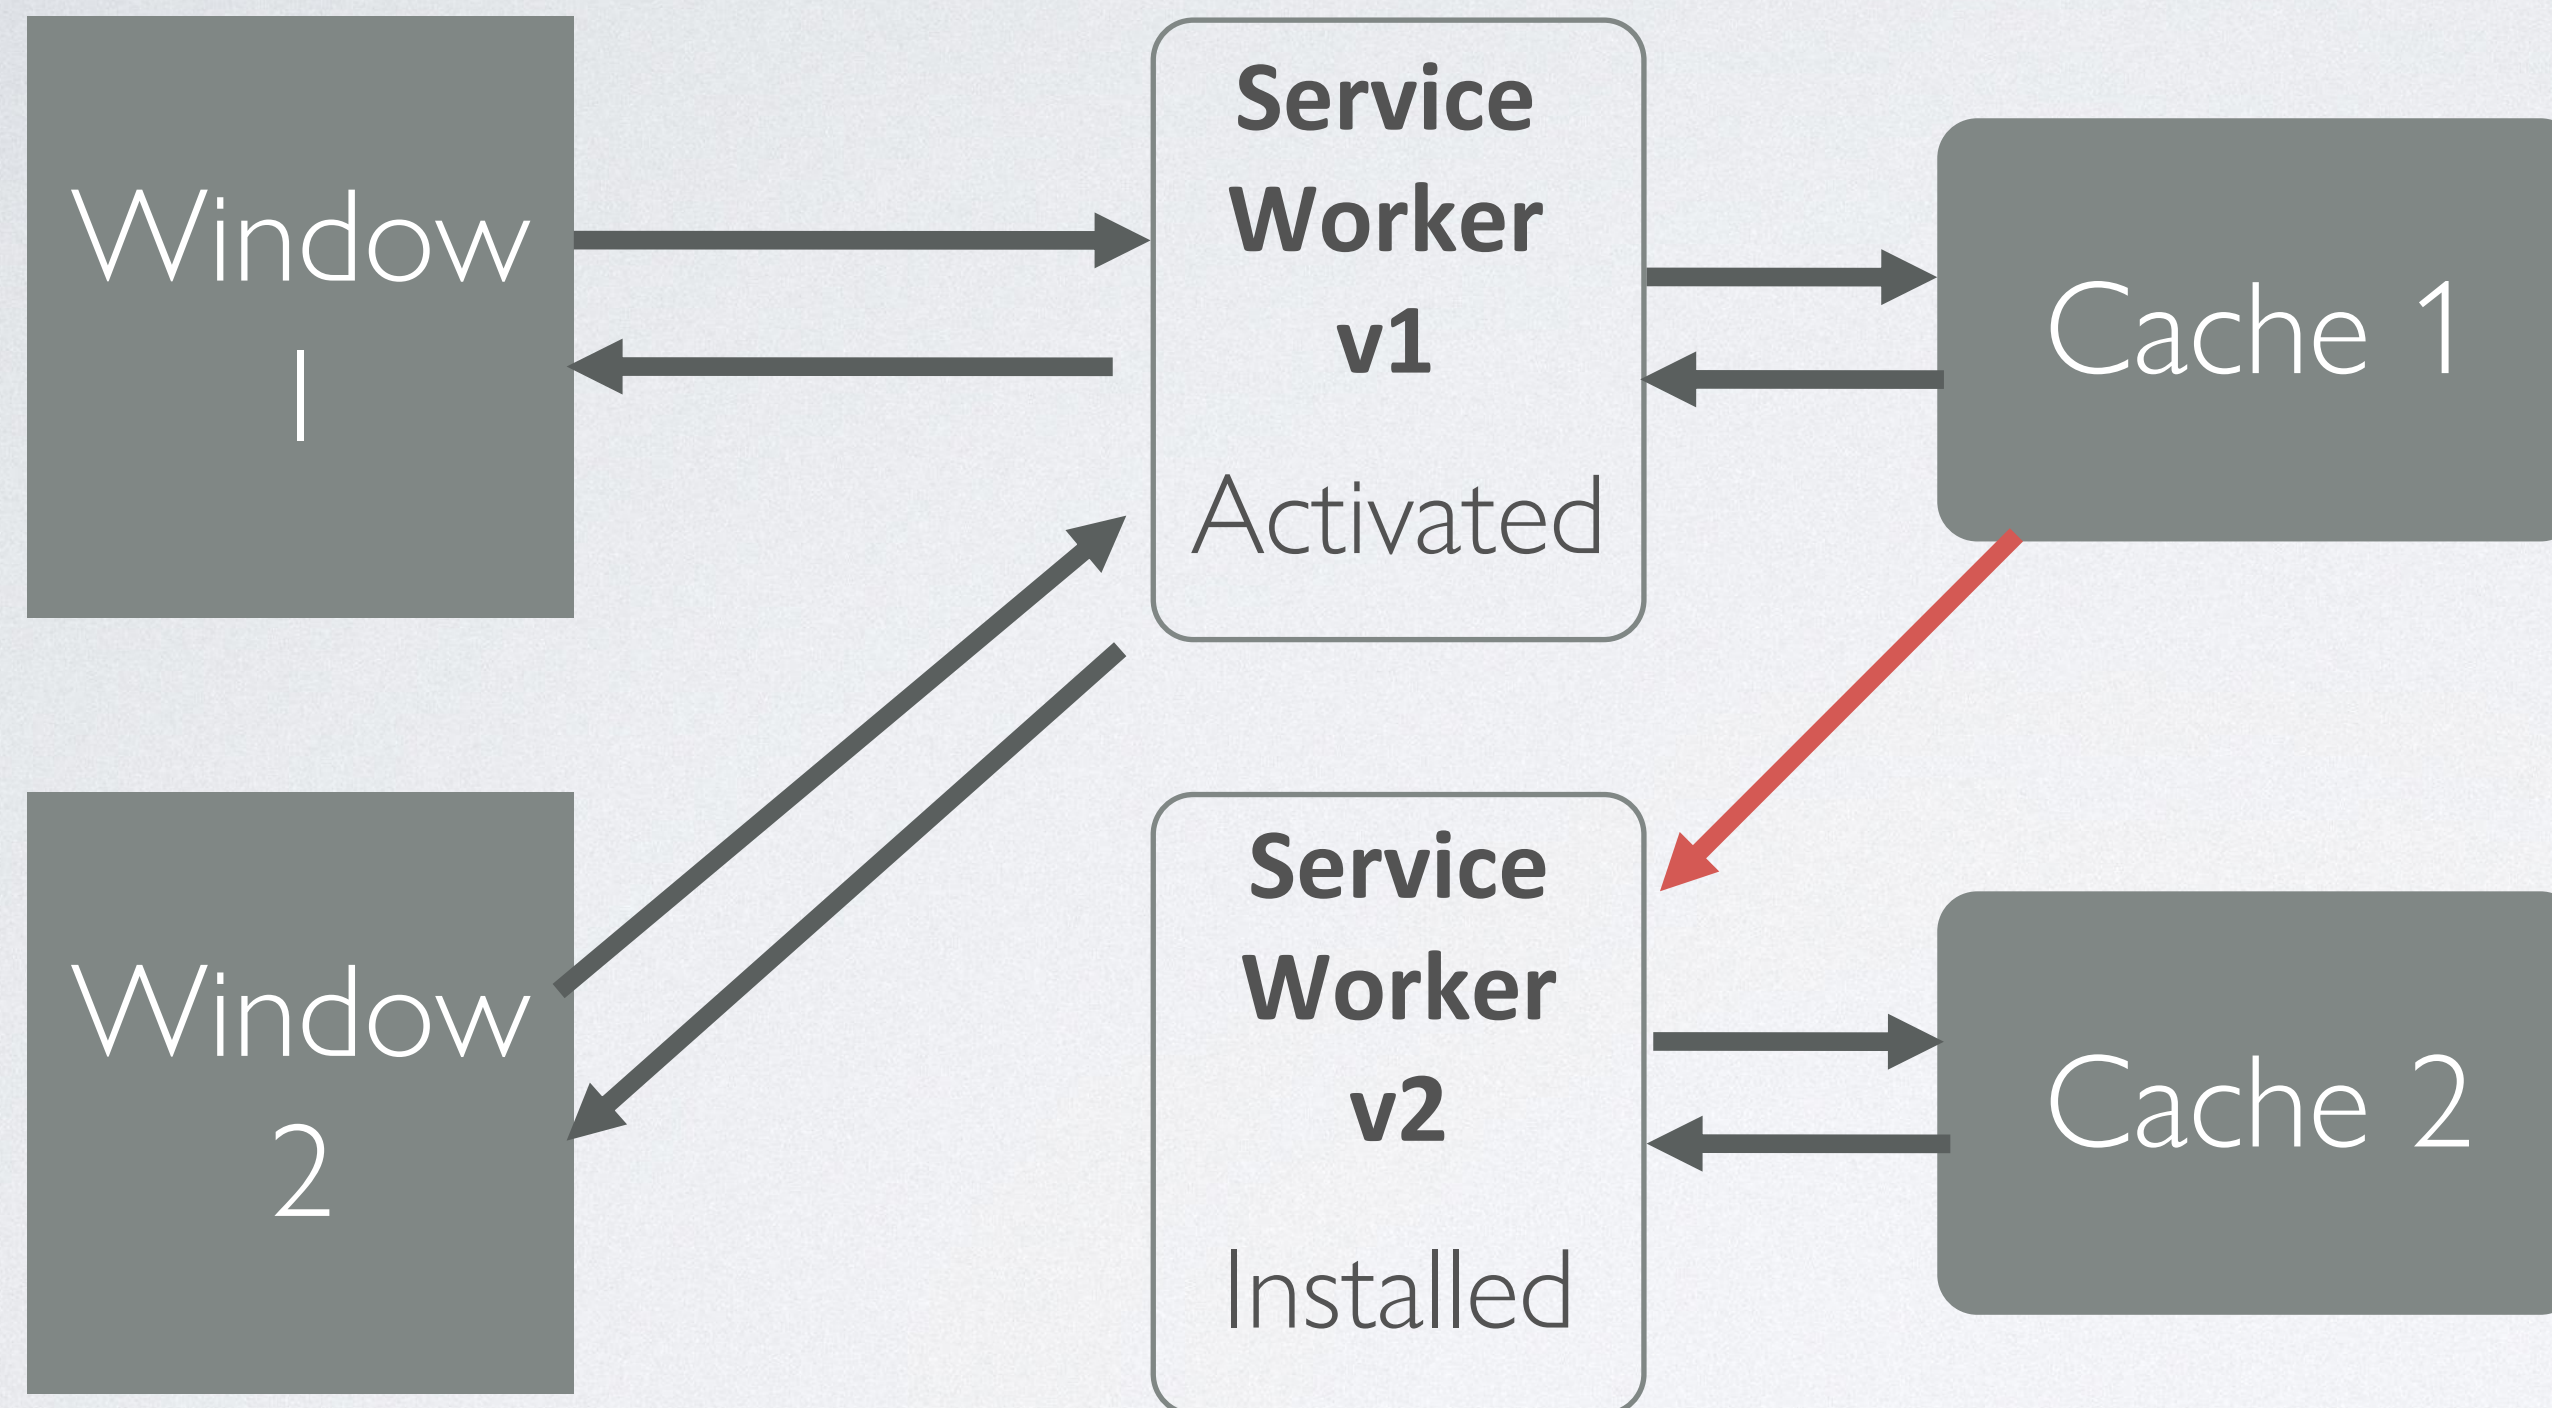 Window
1
Service
Worker
v1
Activated
Cache 1
Window
2
Service
Worker
v2
Installed
Cache 2